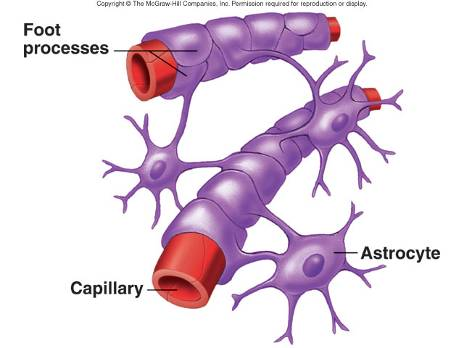 Copyright © The McGraw-Hill Companies, Inc. Permission required for reproduction or display.
Foot
processes
Astrocyte
Capillary